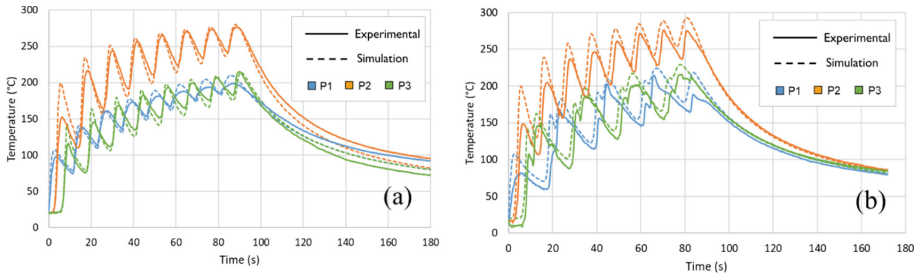 300
250
200
150
100
50
0
Temperature (°C)
0 20 40 60 80 100 120 140 160 180
Time (s)
Experimental
Simulation
P1 P2 P3
(a)
300
250
200
150
100
50
0
Temperature (°C)
0 20 40 60 80 100 120 140 160 180
Time (s)
Experimental
Simulation
P1 P2 P3
(b)